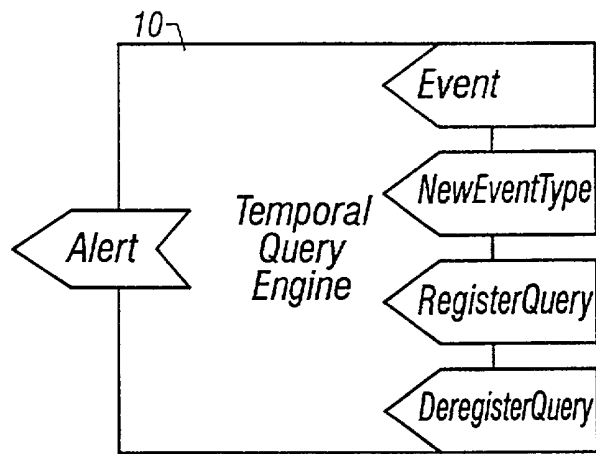 10
Event
NewEventType
Temporal
Query
Engine
Alert
RegisterQuery
DeregisterQuery